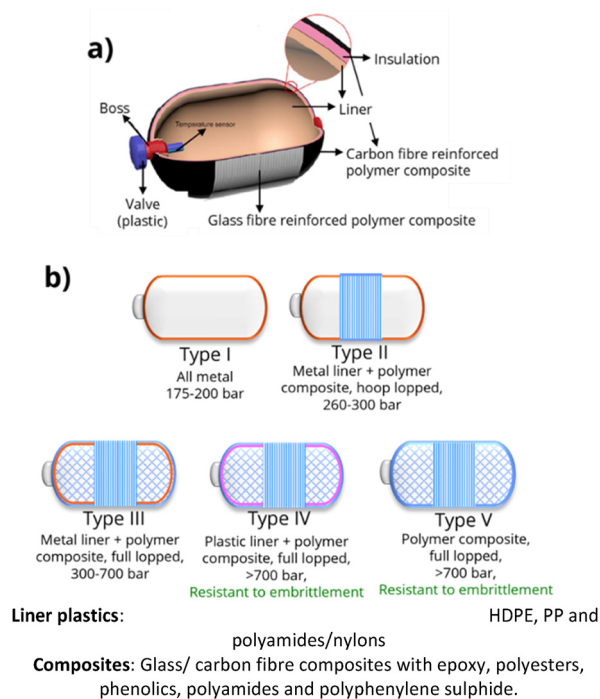 a)
Insulation
Liner
Boss
Temperature sensor
Carbon fibre reinforced
polymer composite
Valve
(plastic)
Glass fibre reinforced polymer composite
b)
Type I
All metal
175-200 bar
Type II
Metal liner + polymer
composite, hoop lopped,
260-300 bar
Type III
Metal liner + polymer
composite, full lopped,
300-700 bar
Type IV
Plastic liner + polymer
composite, full lopped,
>700 bar,
Resistant to embrittlement
Type V
Polymer composite,
full lopped,
>700 bar,
Resistant to embrittlement
Liner plastics: HDPE, PP and
polyamides/nylons
Composites: Glass/ carbon fibre composites with epoxy, polyesters,
phenolics, polyamides and polyphenylene sulphide.